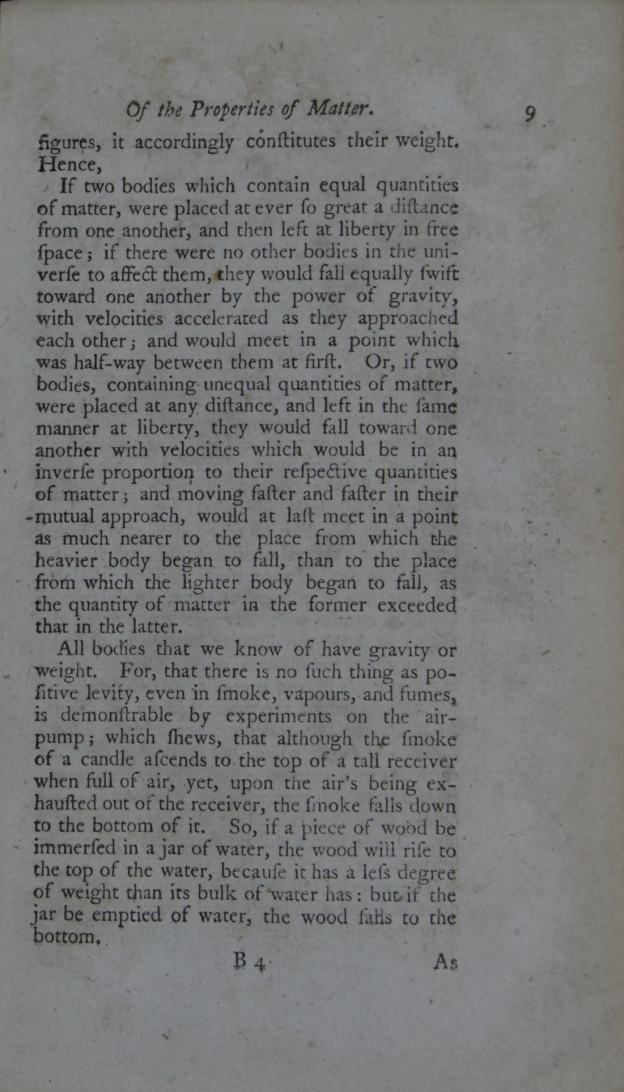 Of the Properties of Matter. 9
figures, it accordingly conſtitutes their weight.
Hence,
If two bodies which contain equal quantities
of matter, were placed at ever ſo great a diſtance
from one another, and then left at liberty in free
ſpace; if there were no other bodies in the uni-
verſe to affect them, they would fall equally ſwift
toward one another by the power of gravity,
with velocities accelerated as they approached
each other; and would meet in a point which
was half-way between them at firſt. Or, if two
bodies, containing unequal quantities of matter,
were placed at any diſtance, and left in the ſame
manner at liberty, they would fall toward one
another with velocities which would be in an
inverſe proportion to their reſpective quantities
of matter; and moving faſter and faſter in their
mutual approach, would at laſt meet in a point
as much nearer to the place from which the
heavier body began to fall, than to the place
from which the lighter body began to fall, as
the quantity of matter in the former exceeded
that in the latter.
All bodies that we know of have gravity or
weight. For, that there is no ſuch thing as po-
ſitive levity, even in ſmoke, vapours, and fumes,
is demonſtrable by experiments on the air-
pump; which ſhews, that although the ſmoke
of a candle aſcends to the top of a tall receiver
when full of air, yet, upon the air's being ex-
hauſted out of the receiver, the ſmoke falls down
to the bottom of it. So, if a piece of wood be
immerſed in a jar of water, the wood will riſe to
the top of the water, becauſe it has a leſs degree
of weight than its bulk of water has: but if the
jar be emptied of water, the wood falls to the
bottom.
B 4 As